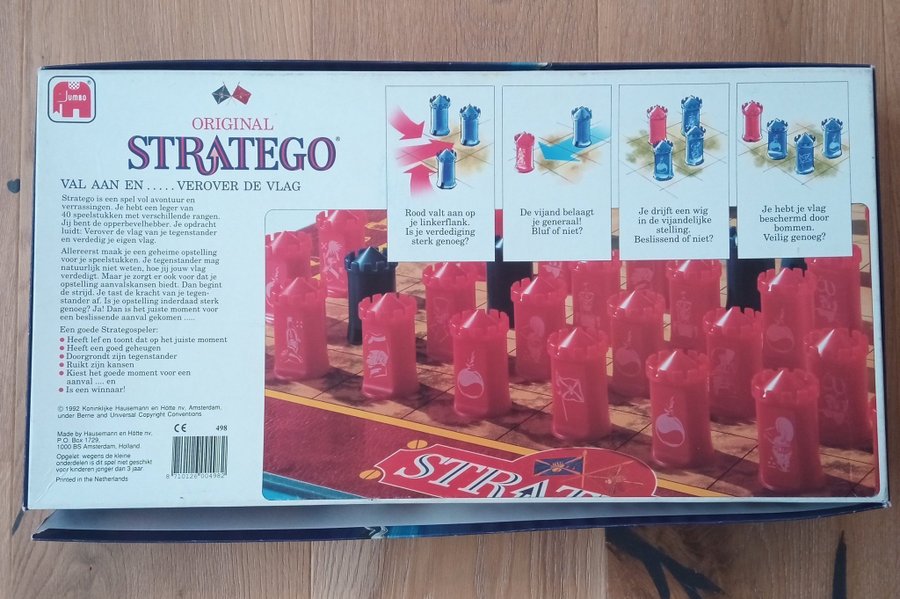 Jumbo
ORIGINAL
STRATEGO®
VAL AAN EN.....VEROVER DE VLAG
Stratego is een spel vol avontuur en
verrassingen. Je hebt een leger van
40 speelstukken met verschillende rangen.
Jij bent de opperbevelhebber. Je opdracht
luidt: Verover de vlag van je tegenstander
en verdedig je eigen vlag.
Allereerst maak je een geheime opstelling
voor je speelstukken. Je tegenstander mag
natuurlijk niet weten, hoe jij jouw vlag
verdedigt. Maar je zorgt er ook voor dat je
opstelling aanvalskansen biedt. Dan begint
de strijd. Je tast de kracht van je tegen-
stander af. Is je opstelling inderdaad sterk
genoeg? Ja! Dan is het juiste moment voor
een beslissende aanval gekomen .....
Een goede Strategospeler:
● Heeft lef en toont dat op het juiste moment
● Heeft een goed geheugen
● Doorgrondt zijn tegenstander
● Ruikt zijn kansen
● Kiest het goede moment voor een
aanval .... en
● Is een winnaar!
© 1992 Koninklijke Hausemann en Hötte nv. Amsterdam,
under Berne and Universal Copyright Conventions
Made by Hausemann en Hötte nv.
P.O. Box 1729,
1000 BS Amsterdam, Holland
Opgelet: wegens de kleine
onderdelen is dit spel niet geschikt
voor kinderen jonger dan 3 jaar
Printed in the Netherlands
CE 498
8 710126 004982
Rood valt aan op
je linkerflank.
Is je verdediging
sterk genoeg?
De vijand belaagt
je generaal!
Bluf of niet?
Je drijft een wig
in de vijandelijke
stelling.
Beslissend of niet?
Je hebt je vlag
beschermd door
bommen.
Veilig genoeg?
STRAT